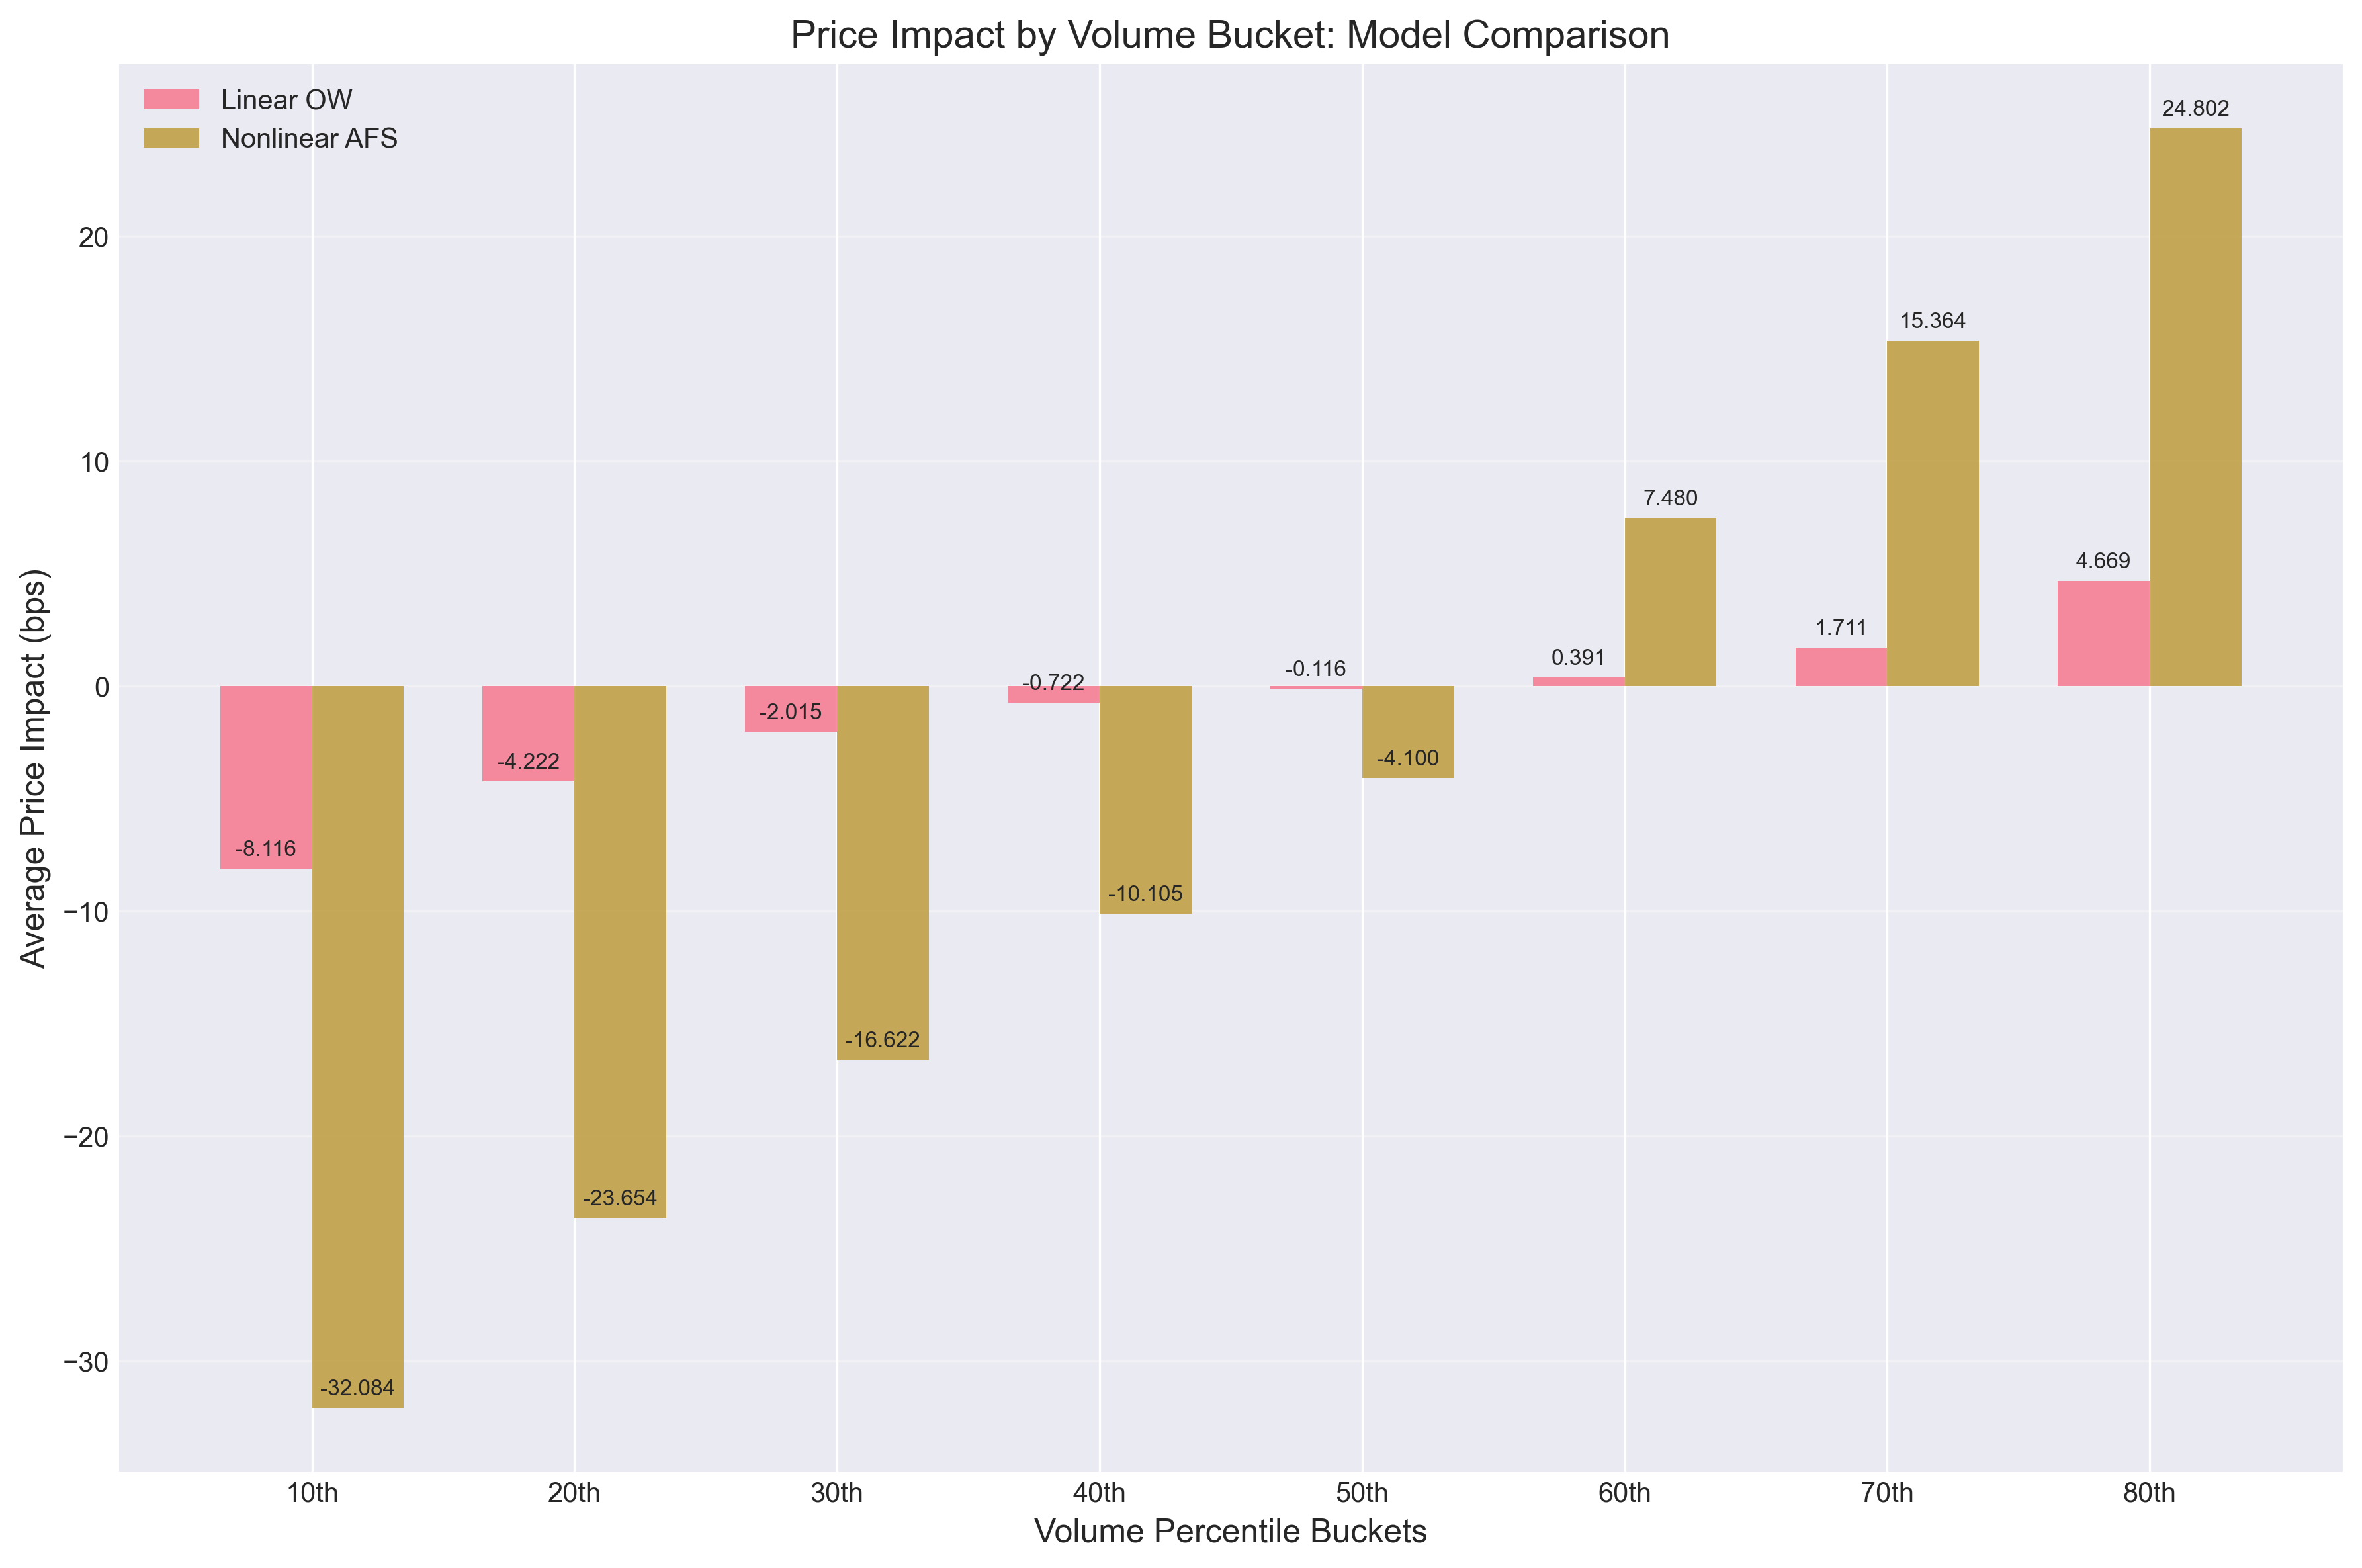 Price Impact by Volume Bucket: Model Comparison
Linear OW
Nonlinear AFS
Average Price Impact (bps)
20
10
0
−10
−20
−30
-8.116
-32.084
-4.222
-23.654
-2.015
-16.622
-0.722
-10.105
-0.116
-4.100
0.391
7.480
1.711
15.364
4.669
24.802
10th
20th
30th
40th
50th
60th
70th
80th
Volume Percentile Buckets